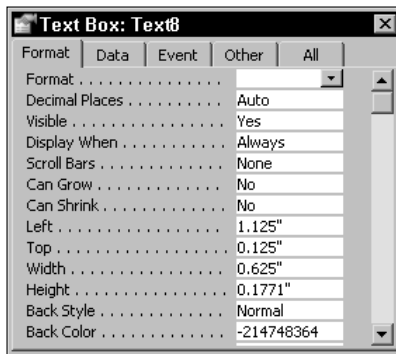 Text Box: Text8
Format Data Event Other All
Format . . . . . . . . . . . . . . .
Decimal Places . . . . . . . . . . Auto
Visible . . . . . . . . . . . . . . . . Yes
Display When . . . . . . . . . . . Always
Scroll Bars . . . . . . . . . . . . . None
Can Grow . . . . . . . . . . . . . No
Can Shrink . . . . . . . . . . . . . No
Left . . . . . . . . . . . . . . . . . . 1.125"
Top . . . . . . . . . . . . . . . . . . 0.125"
Width . . . . . . . . . . . . . . . . 0.625"
Height . . . . . . . . . . . . . . . . 0.1771"
Back Style . . . . . . . . . . . . . Normal
Back Color . . . . . . . . . . . . . -214748364